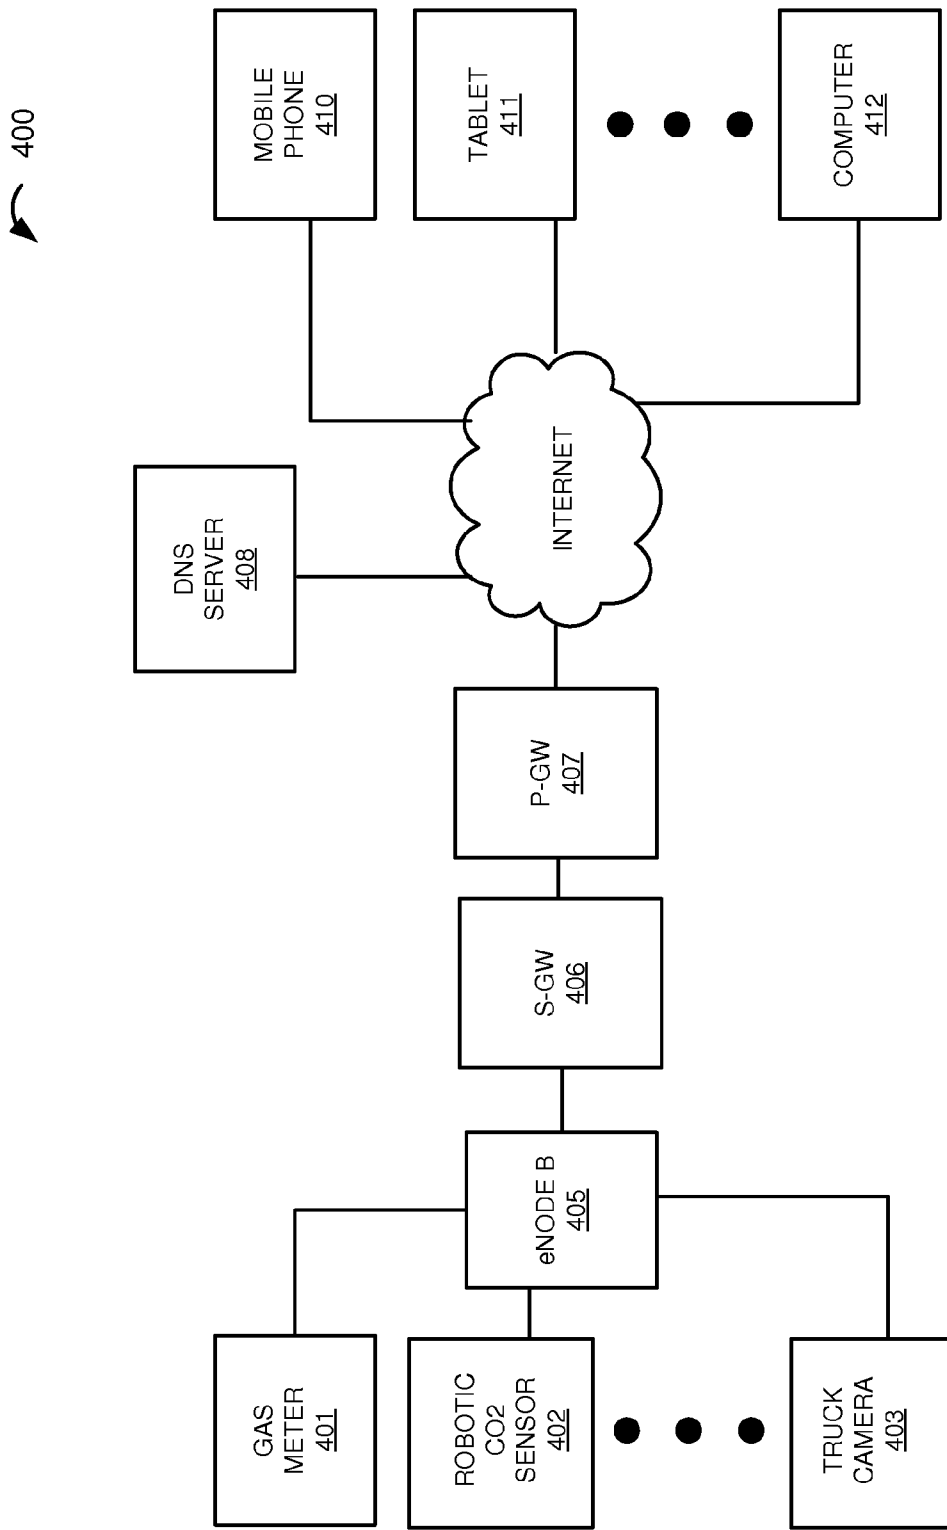 400
GAS
METER
401
ROBOTIC
CO2
SENSOR
402
TRUCK
CAMERA
403
eNODE B
405
S-GW
406
P-GW
407
DNS
SERVER
408
INTERNET
MOBILE
PHONE
410
TABLET
411
COMPUTER
412